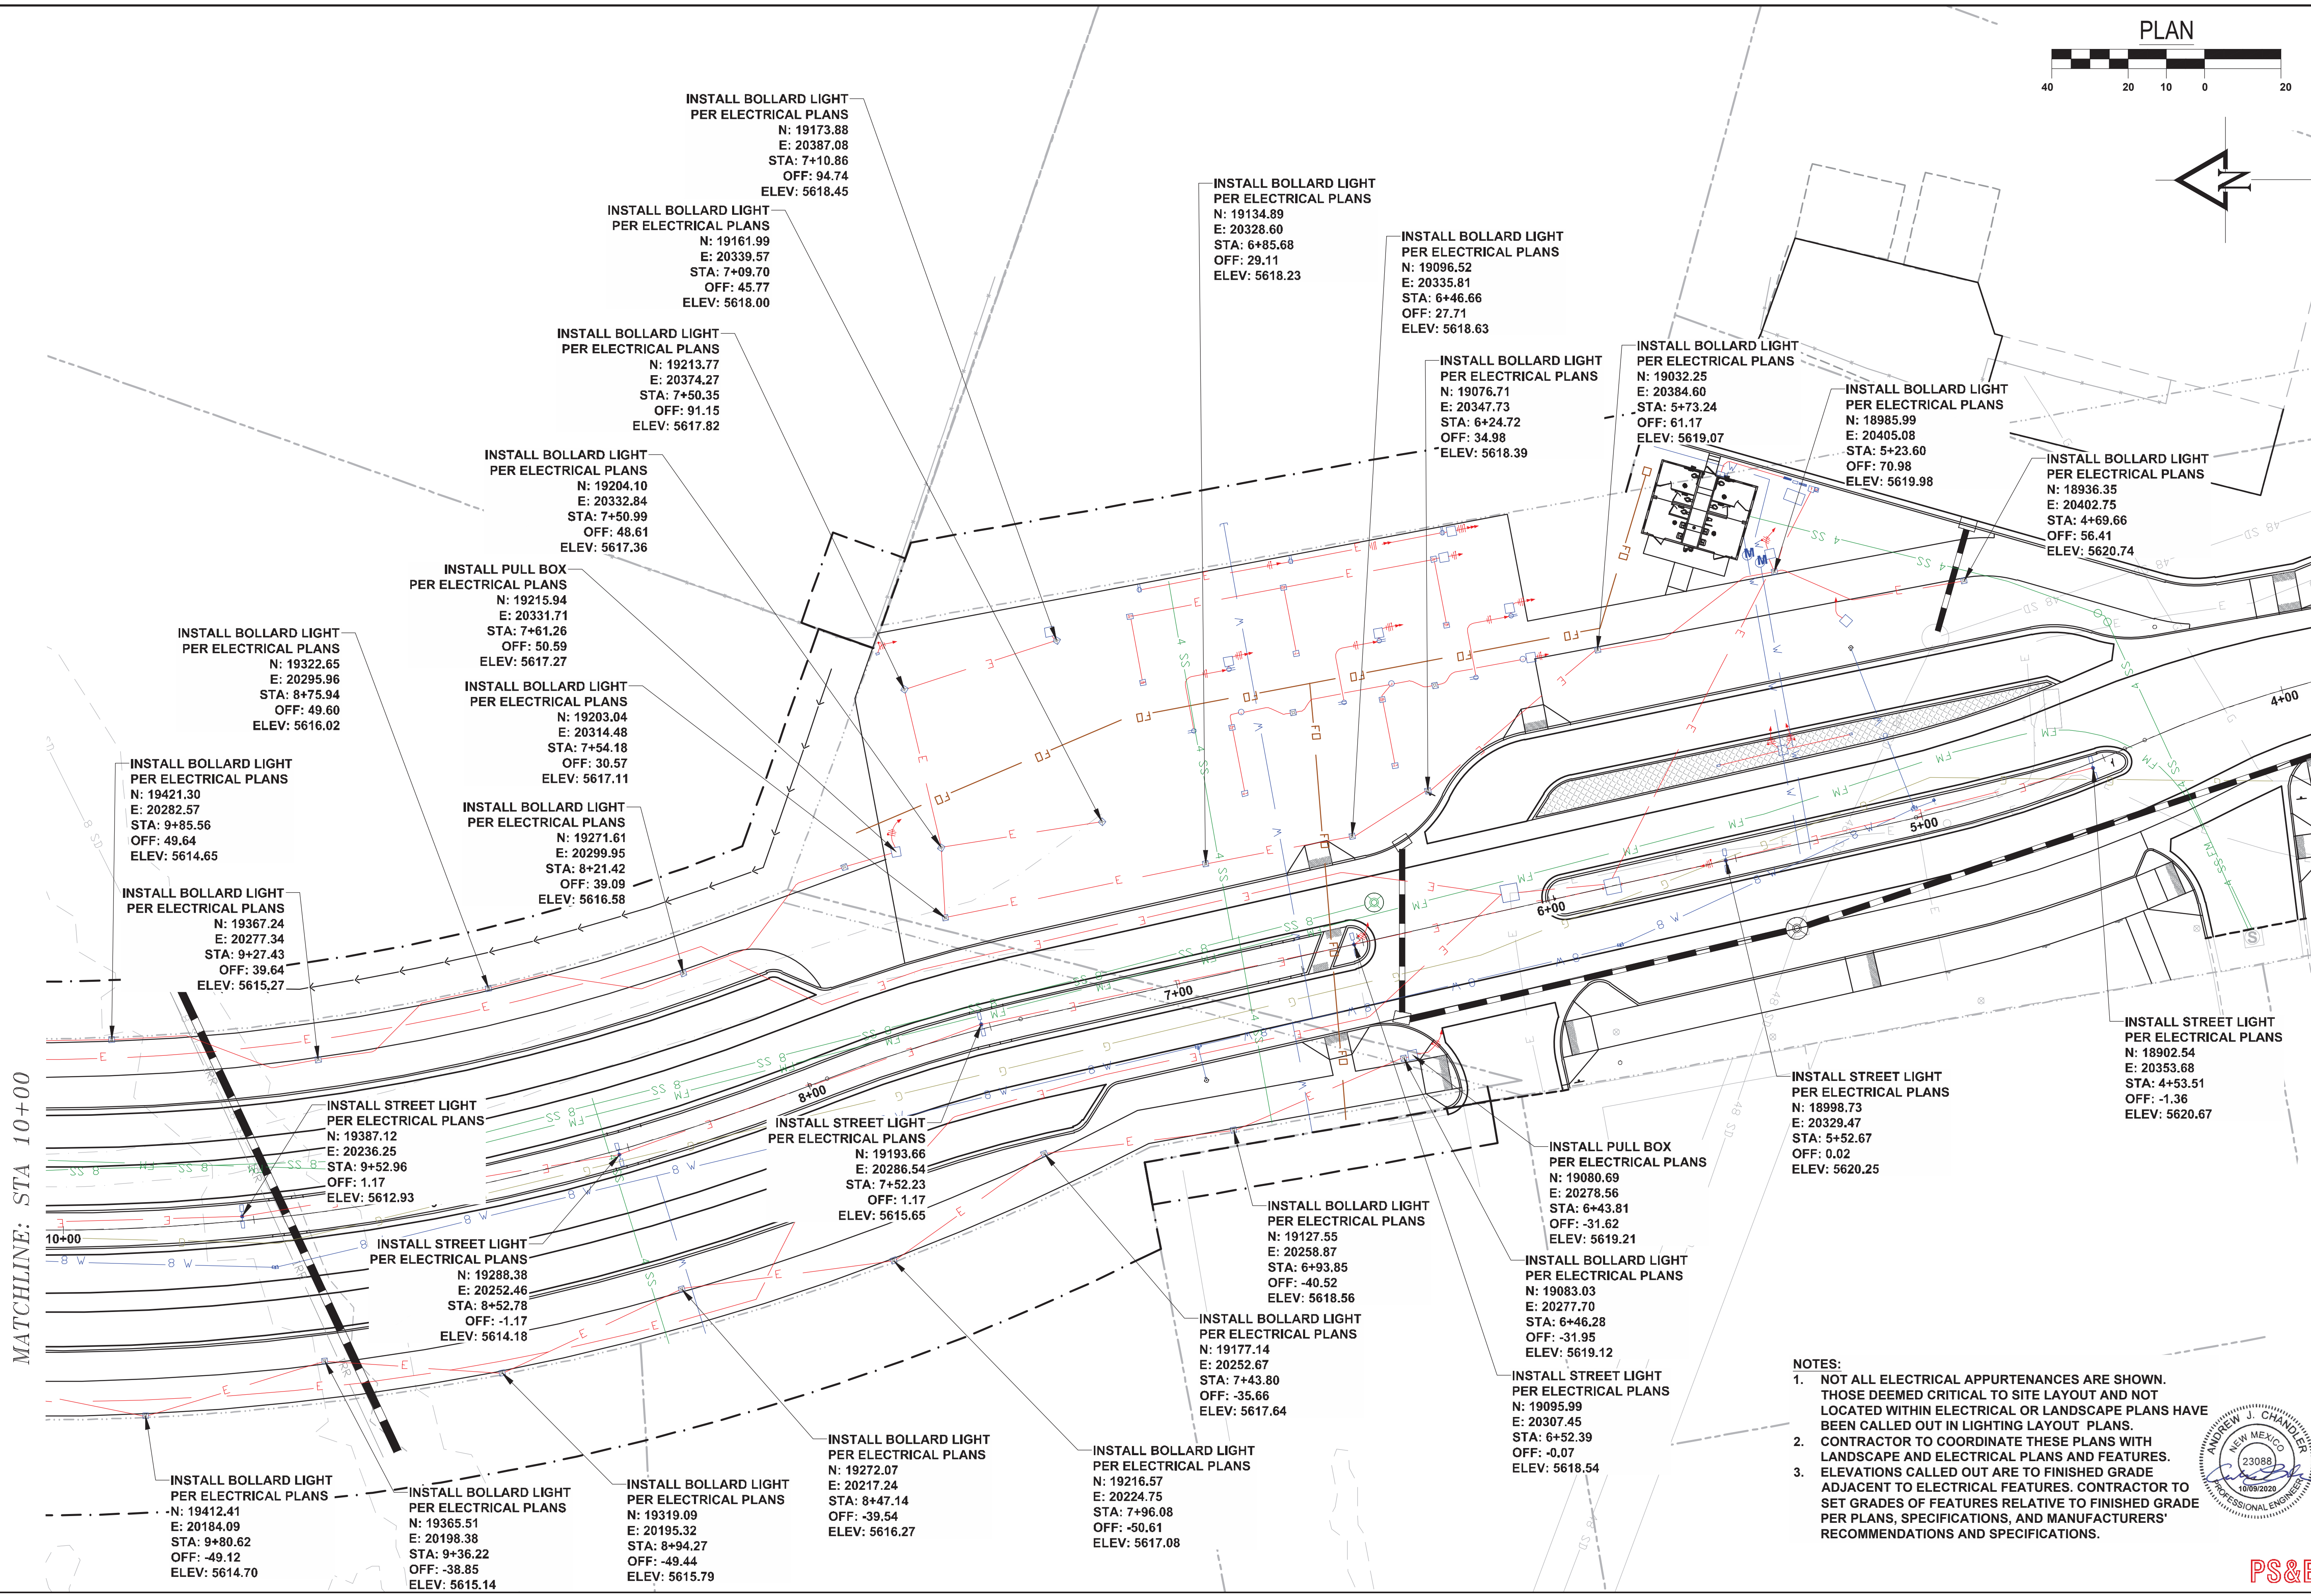 PLAN
40 20 10 0 20
INSTALL BOLLARD LIGHT
PER ELECTRICAL PLANS
N: 19173.88
E: 20387.08
STA: 7+10.86
OFF: 94.74
ELEV: 5618.45
INSTALL BOLLARD LIGHT
PER ELECTRICAL PLANS
N: 19161.99
E: 20339.57
STA: 7+09.70
OFF: 45.77
ELEV: 5618.00
INSTALL BOLLARD LIGHT
PER ELECTRICAL PLANS
N: 19213.77
E: 20374.27
STA: 7+50.35
OFF: 91.15
ELEV: 5617.82
INSTALL BOLLARD LIGHT
PER ELECTRICAL PLANS
N: 19204.10
E: 20332.84
STA: 7+50.99
OFF: 48.61
ELEV: 5617.36
INSTALL PULL BOX
PER ELECTRICAL PLANS
N: 19215.94
E: 20331.71
STA: 7+61.26
OFF: 50.59
ELEV: 5617.27
INSTALL BOLLARD LIGHT
PER ELECTRICAL PLANS
N: 19203.04
E: 20314.48
STA: 7+54.18
OFF: 30.57
ELEV: 5617.11
INSTALL BOLLARD LIGHT
PER ELECTRICAL PLANS
N: 19271.61
E: 20299.95
STA: 8+21.42
OFF: 39.09
ELEV: 5616.58
INSTALL BOLLARD LIGHT
PER ELECTRICAL PLANS
N: 19322.65
E: 20295.96
STA: 8+75.94
OFF: 49.60
ELEV: 5616.02
INSTALL BOLLARD LIGHT
PER ELECTRICAL PLANS
N: 19421.30
E: 20282.57
STA: 9+85.56
OFF: 49.64
ELEV: 5614.65
INSTALL BOLLARD LIGHT
PER ELECTRICAL PLANS
N: 19367.24
E: 20277.34
STA: 9+27.43
OFF: 39.64
ELEV: 5615.27
INSTALL BOLLARD LIGHT
PER ELECTRICAL PLANS
N: 19134.89
E: 20328.60
STA: 6+85.68
OFF: 29.11
ELEV: 5618.23
INSTALL BOLLARD LIGHT
PER ELECTRICAL PLANS
N: 19096.52
E: 20335.81
STA: 6+46.66
OFF: 27.71
ELEV: 5618.63
INSTALL BOLLARD LIGHT
PER ELECTRICAL PLANS
N: 19076.71
E: 20347.73
STA: 6+24.72
OFF: 34.98
ELEV: 5618.39
INSTALL BOLLARD LIGHT
PER ELECTRICAL PLANS
N: 19032.25
E: 20384.60
STA: 5+73.24
OFF: 61.17
ELEV: 5619.07
INSTALL BOLLARD LIGHT
PER ELECTRICAL PLANS
N: 18985.99
E: 20405.08
STA: 5+23.60
OFF: 70.98
ELEV: 5619.98
INSTALL BOLLARD LIGHT
PER ELECTRICAL PLANS
N: 18936.35
E: 20402.75
STA: 4+69.66
OFF: 56.41
ELEV: 5620.74
4+00
5+00
6+00
7+00
8+00
10+00
MATCHLINE: STA 10+00
INSTALL STREET LIGHT
PER ELECTRICAL PLANS
N: 19387.12
E: 20236.25
STA: 9+52.96
OFF: 1.17
ELEV: 5612.93
INSTALL STREET LIGHT
PER ELECTRICAL PLANS
N: 19288.38
E: 20252.46
STA: 8+52.78
OFF: -1.17
ELEV: 5614.18
INSTALL STREET LIGHT
PER ELECTRICAL PLANS
N: 19193.66
E: 20286.54
STA: 7+52.23
OFF: 1.17
ELEV: 5615.65
INSTALL STREET LIGHT
PER ELECTRICAL PLANS
N: 18902.54
E: 20353.68
STA: 4+53.51
OFF: -1.36
ELEV: 5620.67
INSTALL STREET LIGHT
PER ELECTRICAL PLANS
N: 18998.73
E: 20329.47
STA: 5+52.67
OFF: 0.02
ELEV: 5620.25
INSTALL PULL BOX
PER ELECTRICAL PLANS
N: 19080.69
E: 20278.56
STA: 6+43.81
OFF: -31.62
ELEV: 5619.21
INSTALL BOLLARD LIGHT
PER ELECTRICAL PLANS
N: 19083.03
E: 20277.70
STA: 6+46.28
OFF: -31.95
ELEV: 5619.12
INSTALL STREET LIGHT
PER ELECTRICAL PLANS
N: 19095.99
E: 20307.45
STA: 6+52.39
OFF: -0.07
ELEV: 5618.54
INSTALL BOLLARD LIGHT
PER ELECTRICAL PLANS
N: 19127.55
E: 20258.87
STA: 6+93.85
OFF: -40.52
ELEV: 5618.56
INSTALL BOLLARD LIGHT
PER ELECTRICAL PLANS
N: 19177.14
E: 20252.67
STA: 7+43.80
OFF: -35.66
ELEV: 5617.64
INSTALL BOLLARD LIGHT
PER ELECTRICAL PLANS
N: 19216.57
E: 20224.75
STA: 7+96.08
OFF: -50.61
ELEV: 5617.08
INSTALL BOLLARD LIGHT
PER ELECTRICAL PLANS
N: 19272.07
E: 20217.24
STA: 8+47.14
OFF: -39.54
ELEV: 5616.27
INSTALL BOLLARD LIGHT
PER ELECTRICAL PLANS
N: 19319.09
E: 20195.32
STA: 8+94.27
OFF: -49.44
ELEV: 5615.79
INSTALL BOLLARD LIGHT
PER ELECTRICAL PLANS
N: 19365.51
E: 20198.38
STA: 9+36.22
OFF: -38.85
ELEV: 5615.14
INSTALL BOLLARD LIGHT
PER ELECTRICAL PLANS
N: 19412.41
E: 20184.09
STA: 9+80.62
OFF: -49.12
ELEV: 5614.70
NOTES:
1. NOT ALL ELECTRICAL APPURTENANCES ARE SHOWN.
THOSE DEEMED CRITICAL TO SITE LAYOUT AND NOT
LOCATED WITHIN ELECTRICAL OR LANDSCAPE PLANS HAVE
BEEN CALLED OUT IN LIGHTING LAYOUT PLANS.
2. CONTRACTOR TO COORDINATE THESE PLANS WITH
LANDSCAPE AND ELECTRICAL PLANS AND FEATURES.
3. ELEVATIONS CALLED OUT ARE TO FINISHED GRADE
ADJACENT TO ELECTRICAL FEATURES. CONTRACTOR TO
SET GRADES OF FEATURES RELATIVE TO FINISHED GRADE
PER PLANS, SPECIFICATIONS, AND MANUFACTURERS'
RECOMMENDATIONS AND SPECIFICATIONS.
ANDREW J. CHANDLER
NEW MEXICO
23088
10/09/2020
PROFESSIONAL ENGINEER
PS&E